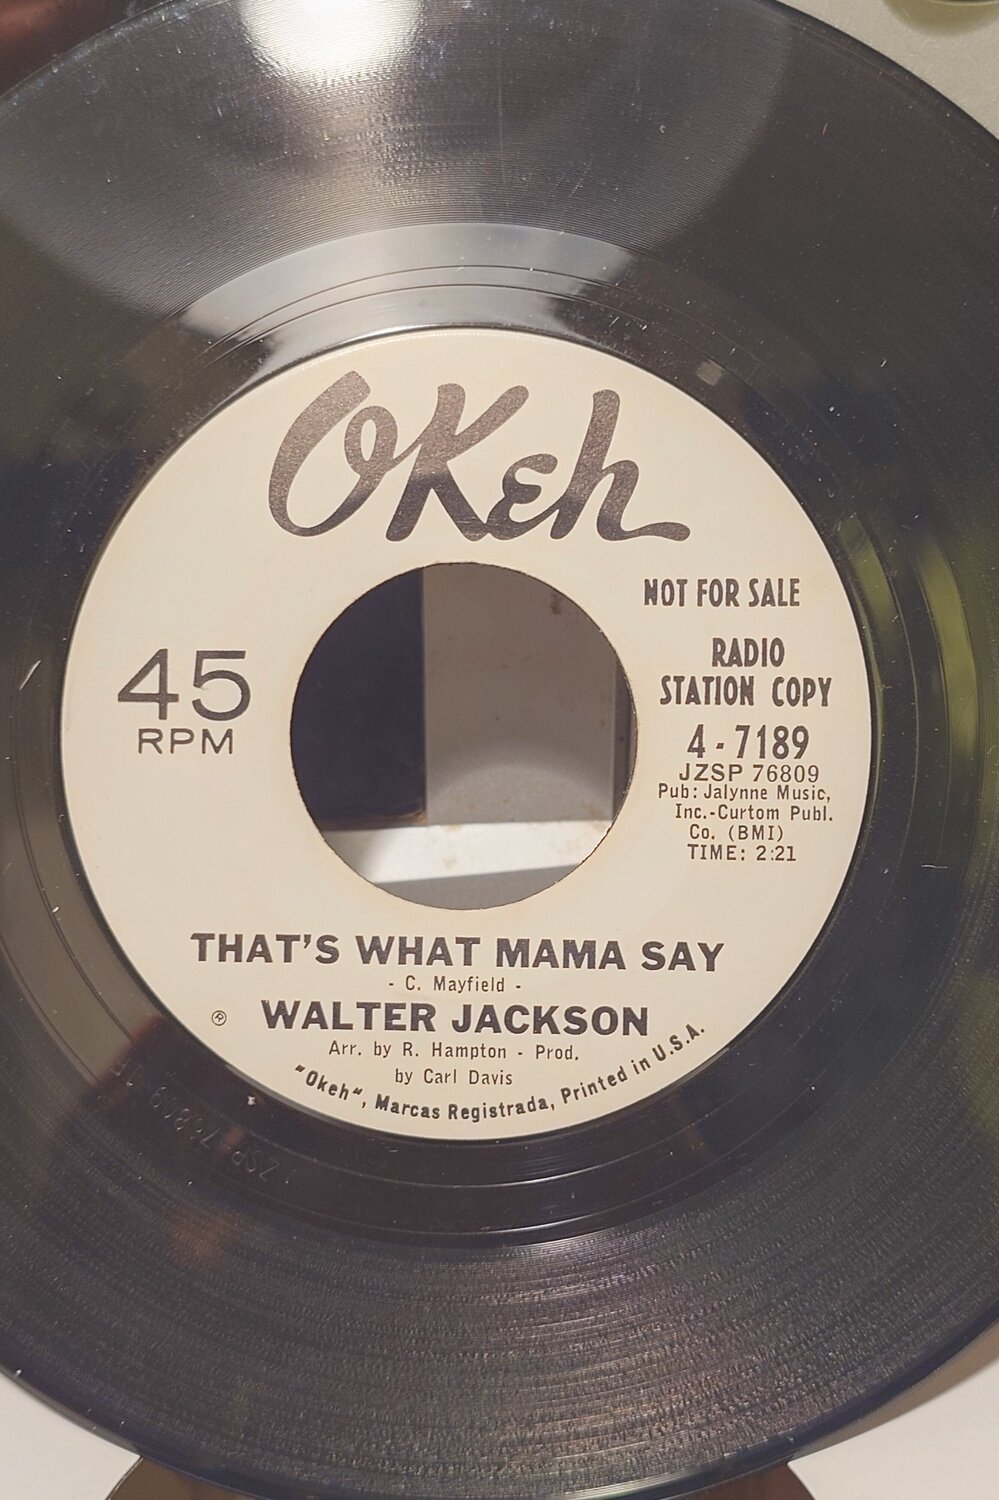 OKeh
NOT FOR SALE
RADIO
STATION COPY
45
RPM
4-7189
JZSP 76809
Pub: Jalynne Music,
Inc.-Curtom Publ.
Co. (BMI)
TIME: 2:21
THAT'S WHAT MAMA SAY
- C. Mayfield -
Ⓟ WALTER JACKSON
Arr. by R. Hampton - Prod.
by Carl Davis
"Okeh", Marcas Registrada, Printed in U.S.A.
ZSP 76809